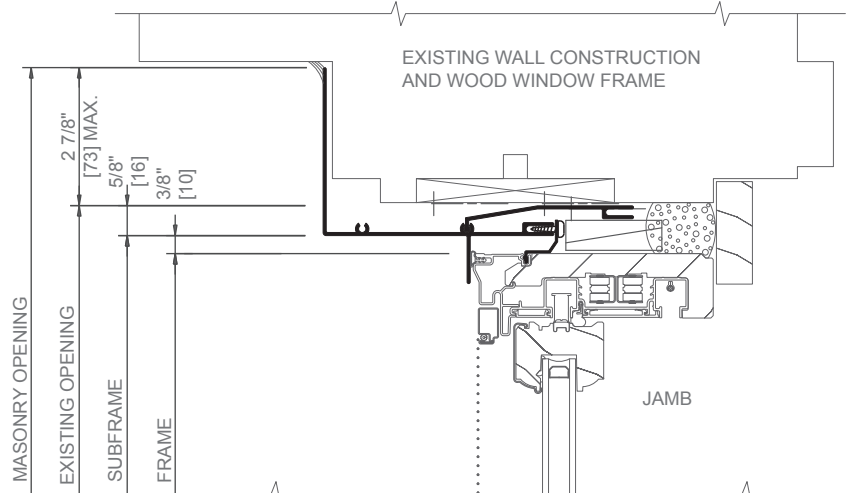 EXISTING WALL CONSTRUCTION
AND WOOD WINDOW FRAME
2 7/8"
[73] MAX.
5/8"
[16]
3/8"
[10]
MASONRY OPENING
EXISTING OPENING
SUBFRAME
FRAME
JAMB